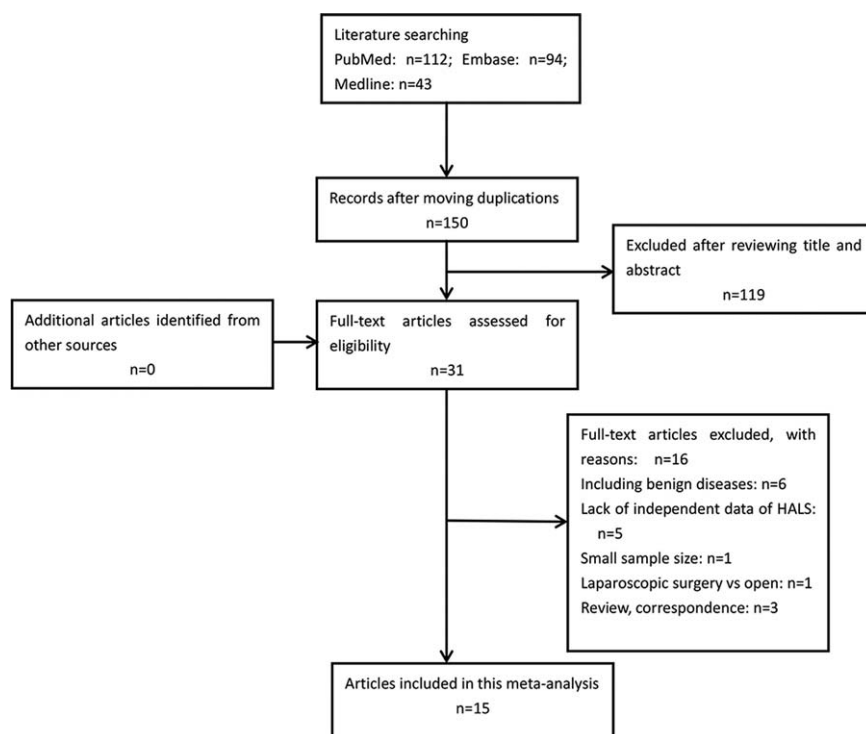 Literature searching
PubMed: n=112; Embase: n=94;
Medline: n=43
Records after moving duplications
n=150
Excluded after reviewing title and
abstract
n=119
Additional articles identified from
other sources
n=0
Full-text articles assessed for
eligibility
n=31
Full-text articles excluded, with
reasons: n=16
Including benign diseases: n=6
Lack of independent data of HALS:
n=5
Small sample size: n=1
Laparoscopic surgery vs open: n=1
Review, correspondence: n=3
Articles included in this meta-analysis
n=15